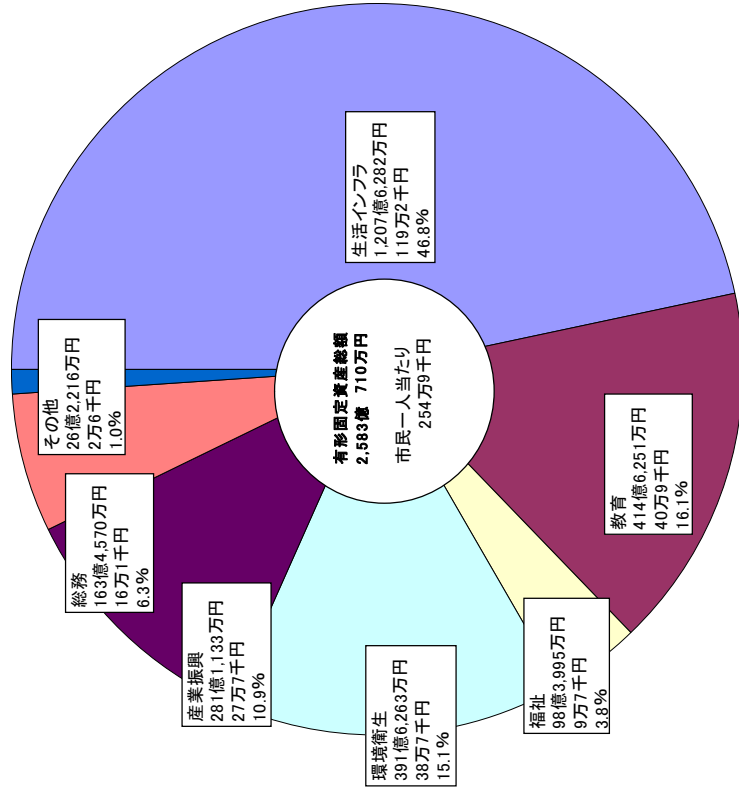 有形固定資産総額
2,583億 710万円
市民一人当たり
254万9千円
生活インフラ
1,207億6,282万円
119万2千円
46.8%
教育
414億6,251万円
40万9千円
16.1%
福祉
98億3,995万円
9万7千円
3.8%
環境衛生
391億6,263万円
38万7千円
15.1%
産業振興
281億1,133万円
27万7千円
10.9%
総務
163億4,570万円
16万1千円
6.3%
その他
26億2,216万円
2万6千円
1.0%